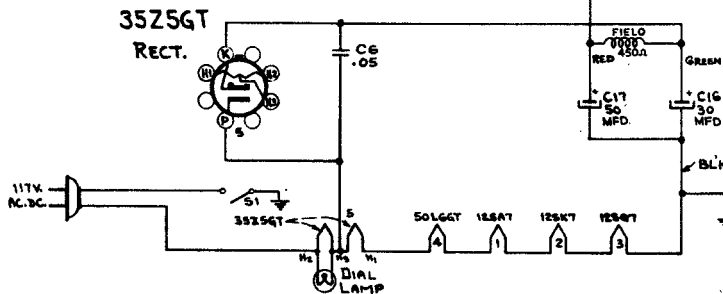 35Z5GT
RECT.
K
H1
H2
H3
P
5
C6
.05
FIELD
450Ω
RED
GREEN
+
C17
50
MFD.
+
C16
30
MFD
BLK
117V.
AC.DC.
S1
35Z5GT
5
50L6GT
12SA7
12SK7
12SQ7
4
1
2
3
H2
H3
H1
DIAL
LAMP